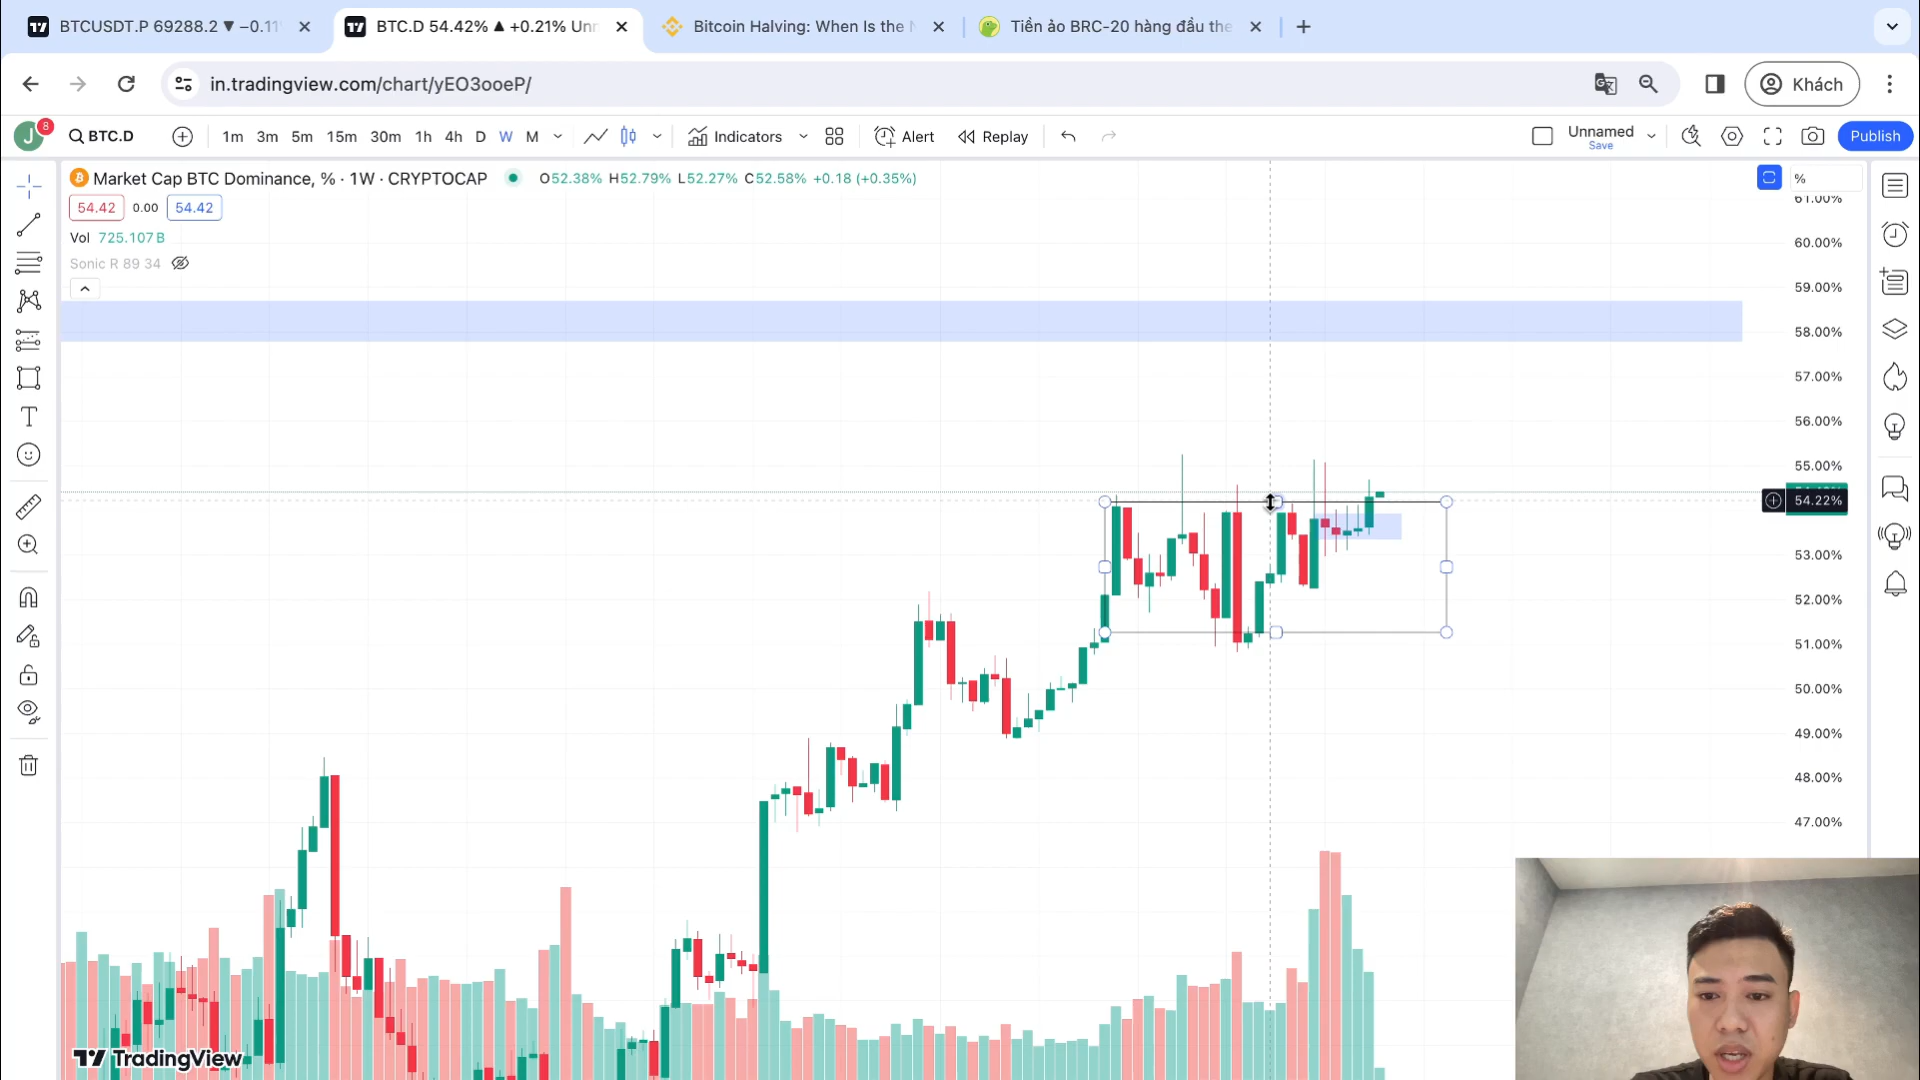 BTCUSDT.P 69288.2 ▼ −0.11
BTC.D 54.42% ▲ +0.21% Unn
Bitcoin Halving: When Is the N
Tiền ảo BRC-20 hàng đầu the
in.tradingview.com/chart/yEO3ooeP/
Khách
J 8
BTC.D
1m 3m 5m 15m 30m 1h 4h D W M
Indicators
Alert
Replay
Unnamed
Save
Publish
Market Cap BTC Dominance, % · 1W · CRYPTOCAP
O52.38% H52.79% L52.27% C52.58% +0.18 (+0.35%)
%
61.00%
54.42 0.00 54.42
Vol 725.107B
60.00%
Sonic R 89 34
59.00%
58.00%
57.00%
56.00%
55.00%
54.22%
53.00%
52.00%
51.00%
50.00%
49.00%
48.00%
47.00%
TradingView